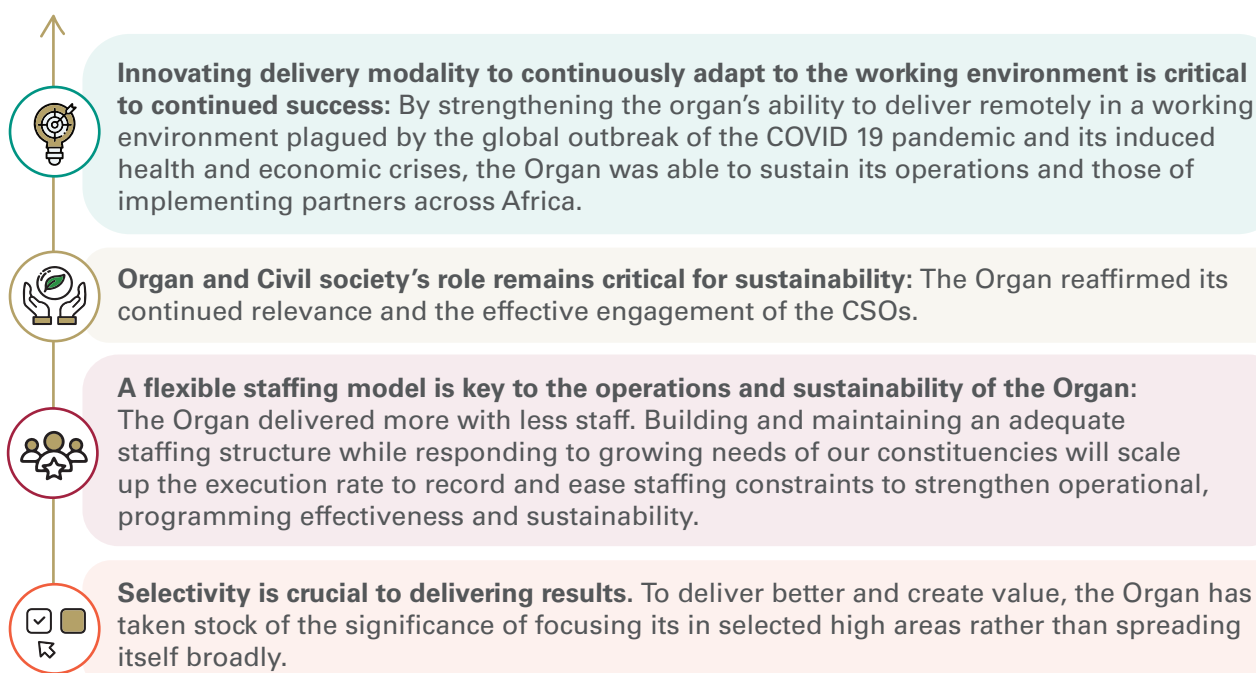 Innovating delivery modality to continuously adapt to the working environment is critical
to continued success: By strengthening the organ’s ability to deliver remotely in a working
environment plagued by the global outbreak of the COVID 19 pandemic and its induced
health and economic crises, the Organ was able to sustain its operations and those of
implementing partners across Africa.
Organ and Civil society’s role remains critical for sustainability: The Organ reaffirmed its
continued relevance and the effective engagement of the CSOs.
A flexible staffing model is key to the operations and sustainability of the Organ:
The Organ delivered more with less staff. Building and maintaining an adequate
staffing structure while responding to growing needs of our constituencies will scale
up the execution rate to record and ease staffing constraints to strengthen operational,
programming effectiveness and sustainability.
Selectivity is crucial to delivering results. To deliver better and create value, the Organ has
taken stock of the significance of focusing its in selected high areas rather than spreading
itself broadly.